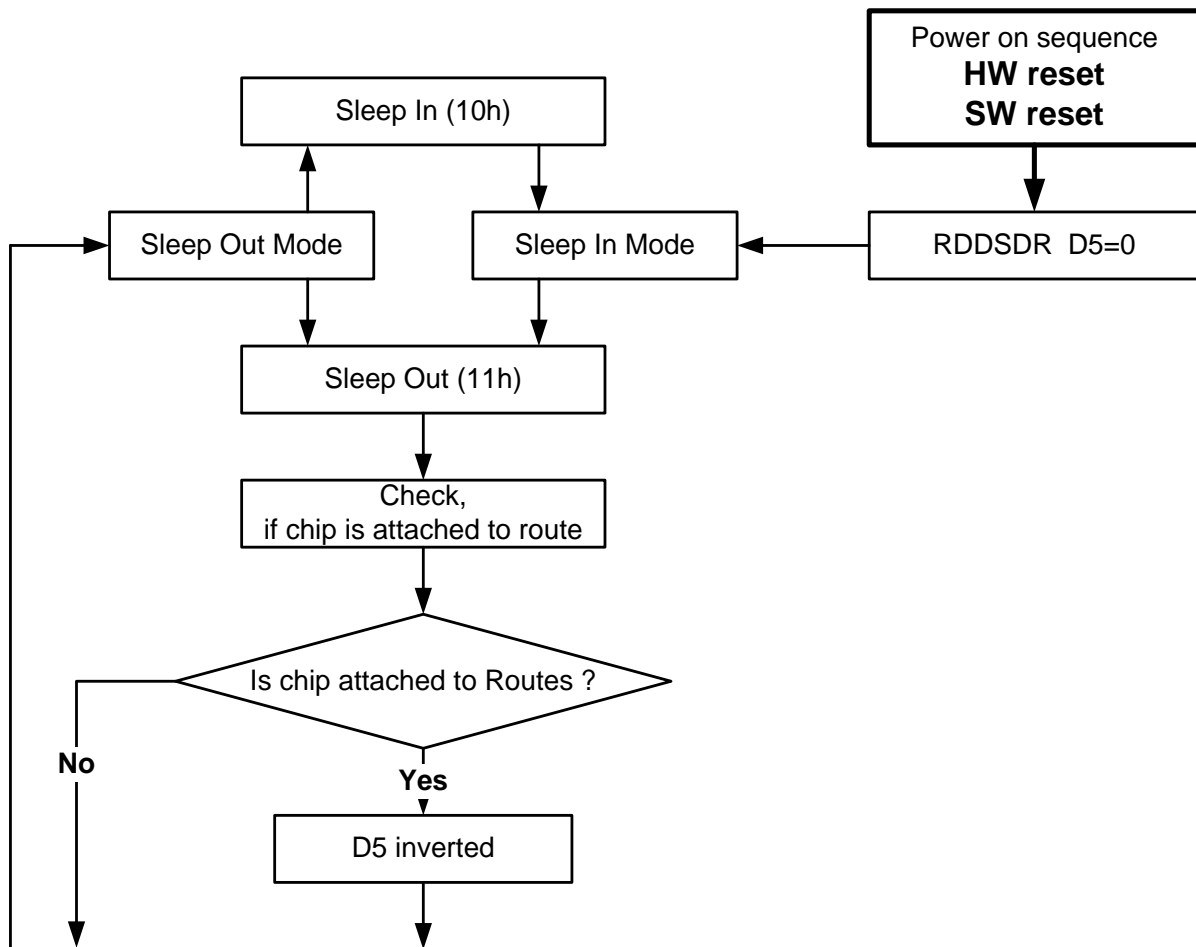 Power on sequence
HW reset
SW reset
Sleep In (10h)
Sleep Out Mode
Sleep In Mode
RDDSDR D5=0
Sleep Out (11h)
Check,
if chip is attached to route
Is chip attached to Routes ?
No
Yes
D5 inverted